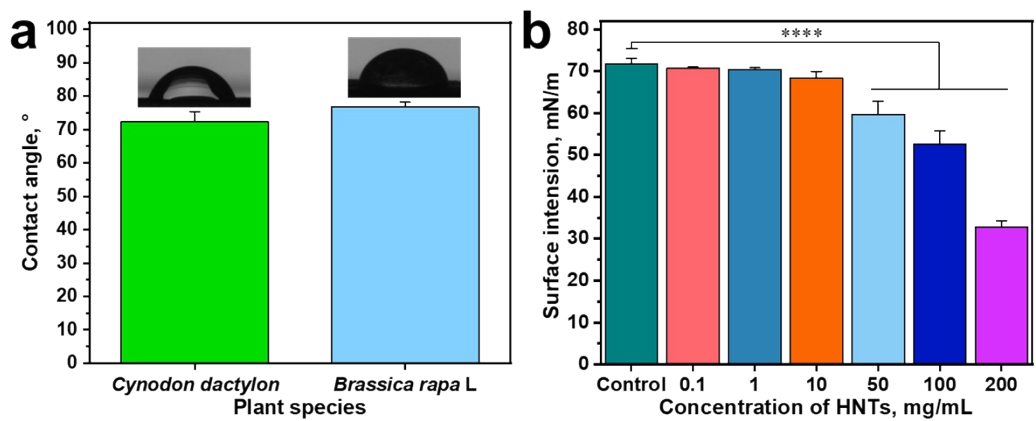 a
100
90
80
70
60
50
40
30
20
10
0
Contact angle, °
Cynodon dactylon
Brassica rapa L
Plant species
b
80
70
60
50
40
30
20
10
0
Surface intension, mN/m
****
Control 0.1 1 10 50 100 200
Concentration of HNTs, mg/mL